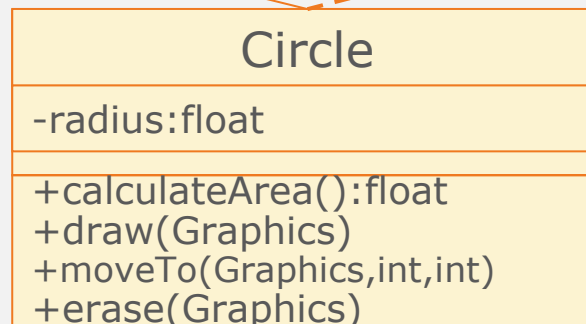 Circle
-radius:float
+calculateArea():float
+draw(Graphics)
+moveTo(Graphics,int,int)
+erase(Graphics)